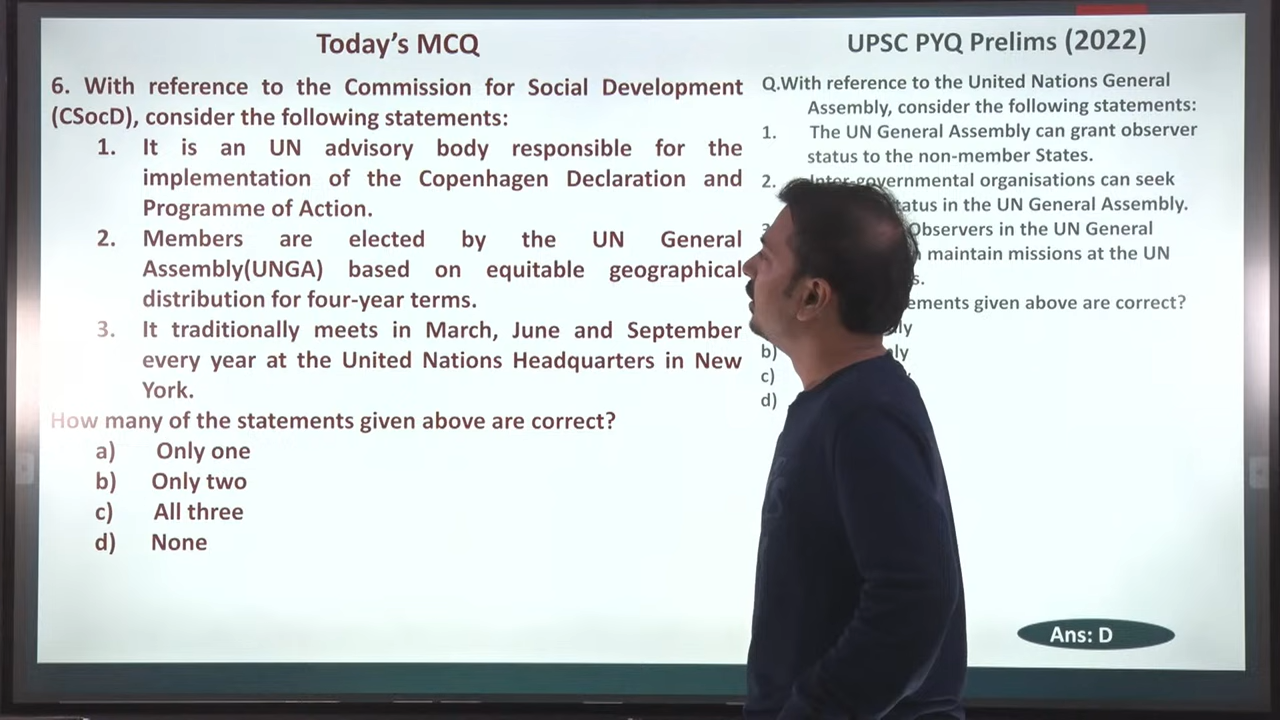 Today's MCQ
6. With reference to the Commission for Social Development
(CSocD), consider the following statements:
1. It is an UN advisory body responsible for the
implementation of the Copenhagen Declaration and
Programme of Action.
2. Members are elected by the UN General
Assembly(UNGA) based on equitable geographical
distribution for four-year terms.
3. It traditionally meets in March, June and September
every year at the United Nations Headquarters in New
York.
How many of the statements given above are correct?
a) Only one
b) Only two
c) All three
d) None
UPSC PYQ Prelims (2022)
Q.With reference to the United Nations General
Assembly, consider the following statements:
1. The UN General Assembly can grant observer
status to the non-member States.
2. Inter-governmental organisations can seek
in the UN General Assembly.
Observers in the UN General
maintain missions at the UN
given above are correct?
b)
c)
d)
Ans: D